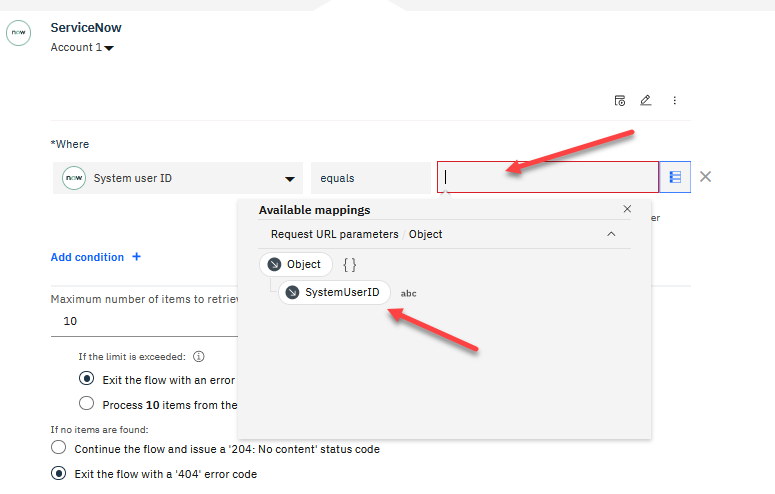 now
ServiceNow
Account 1
*Where
now
System user ID
equals
Available mappings
Request URL parameters
Object
er
Object
{ }
SystemUserID
abc
Add condition +
Maximum number of items to retrie
10
If the limit is exceeded:
Exit the flow with an error
Process 10 items from the
If no items are found:
Continue the flow and issue a '204: No content' status code
Exit the flow with a '404' error code